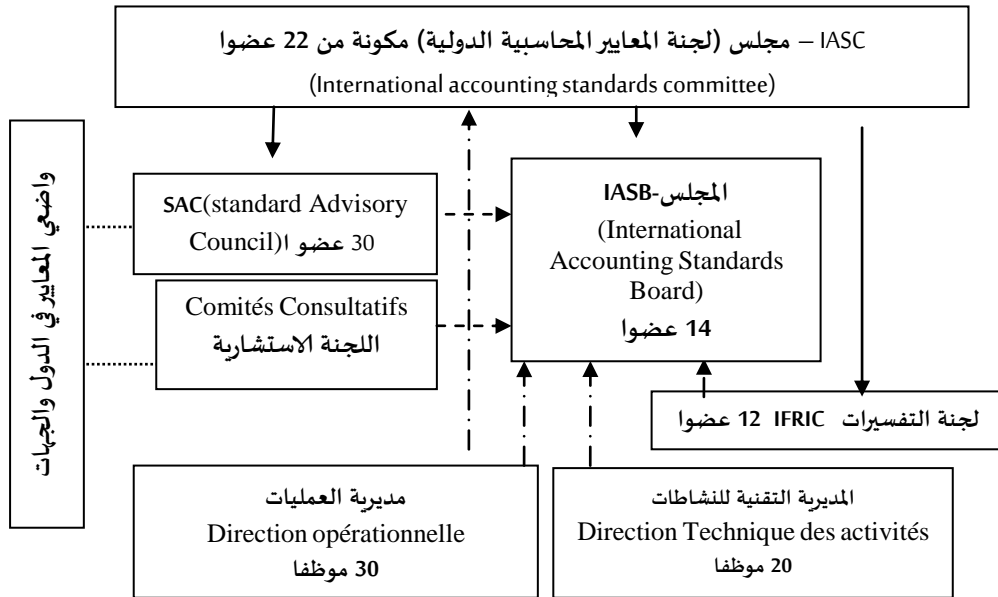 IASC – مجلس (لجنة المعايير المحاسبية الدولية) مكونة من 22 عضوا
(International accounting standards committee)
واضعي المعايير في الدول والجهات
SAC(standard Advisory
Council)ا عضو 30
المجلس-IASB
(International
Accounting Standards
Board)
14 عضوا
Comités Consultatifs
اللجنة الاستشارية
لجنة التفسيرات IFRIC 12 عضوا
مديرية العمليات
Direction opérationnelle
30 موظفا
المديرية التقنية للنشاطات
Direction Technique des activités
20 موظفا